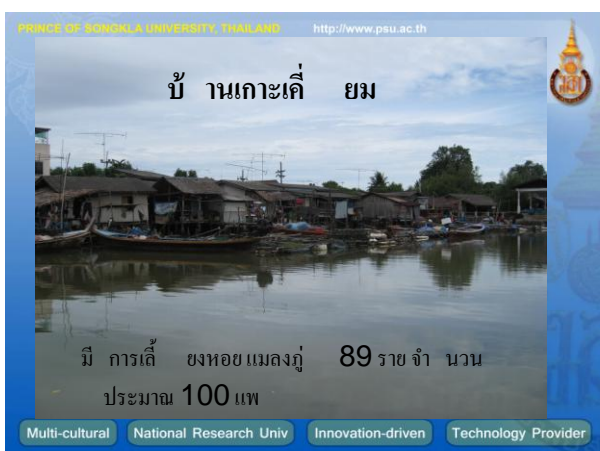 PRINCE OF SONGKLA UNIVERSITY, THAILAND http://www.psu.ac.th
บ้านเกาะเคี่ยม
มีการเลี้ยงหอยแมลงภู่ 89 ราย จำนวน
ประมาณ 100 แพ
Multi-cultural National Research Univ Innovation-driven Technology Provider